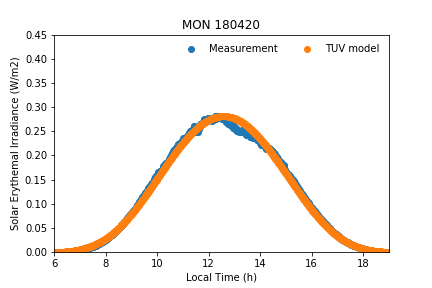 MON 180420
Measurement TUV model
Solar Erythemal Irradiance (W/m2)
0.45
0.40
0.35
0.30
0.25
0.20
0.15
0.10
0.05
0.00
6 8 10 12 14 16 18
Local Time (h)